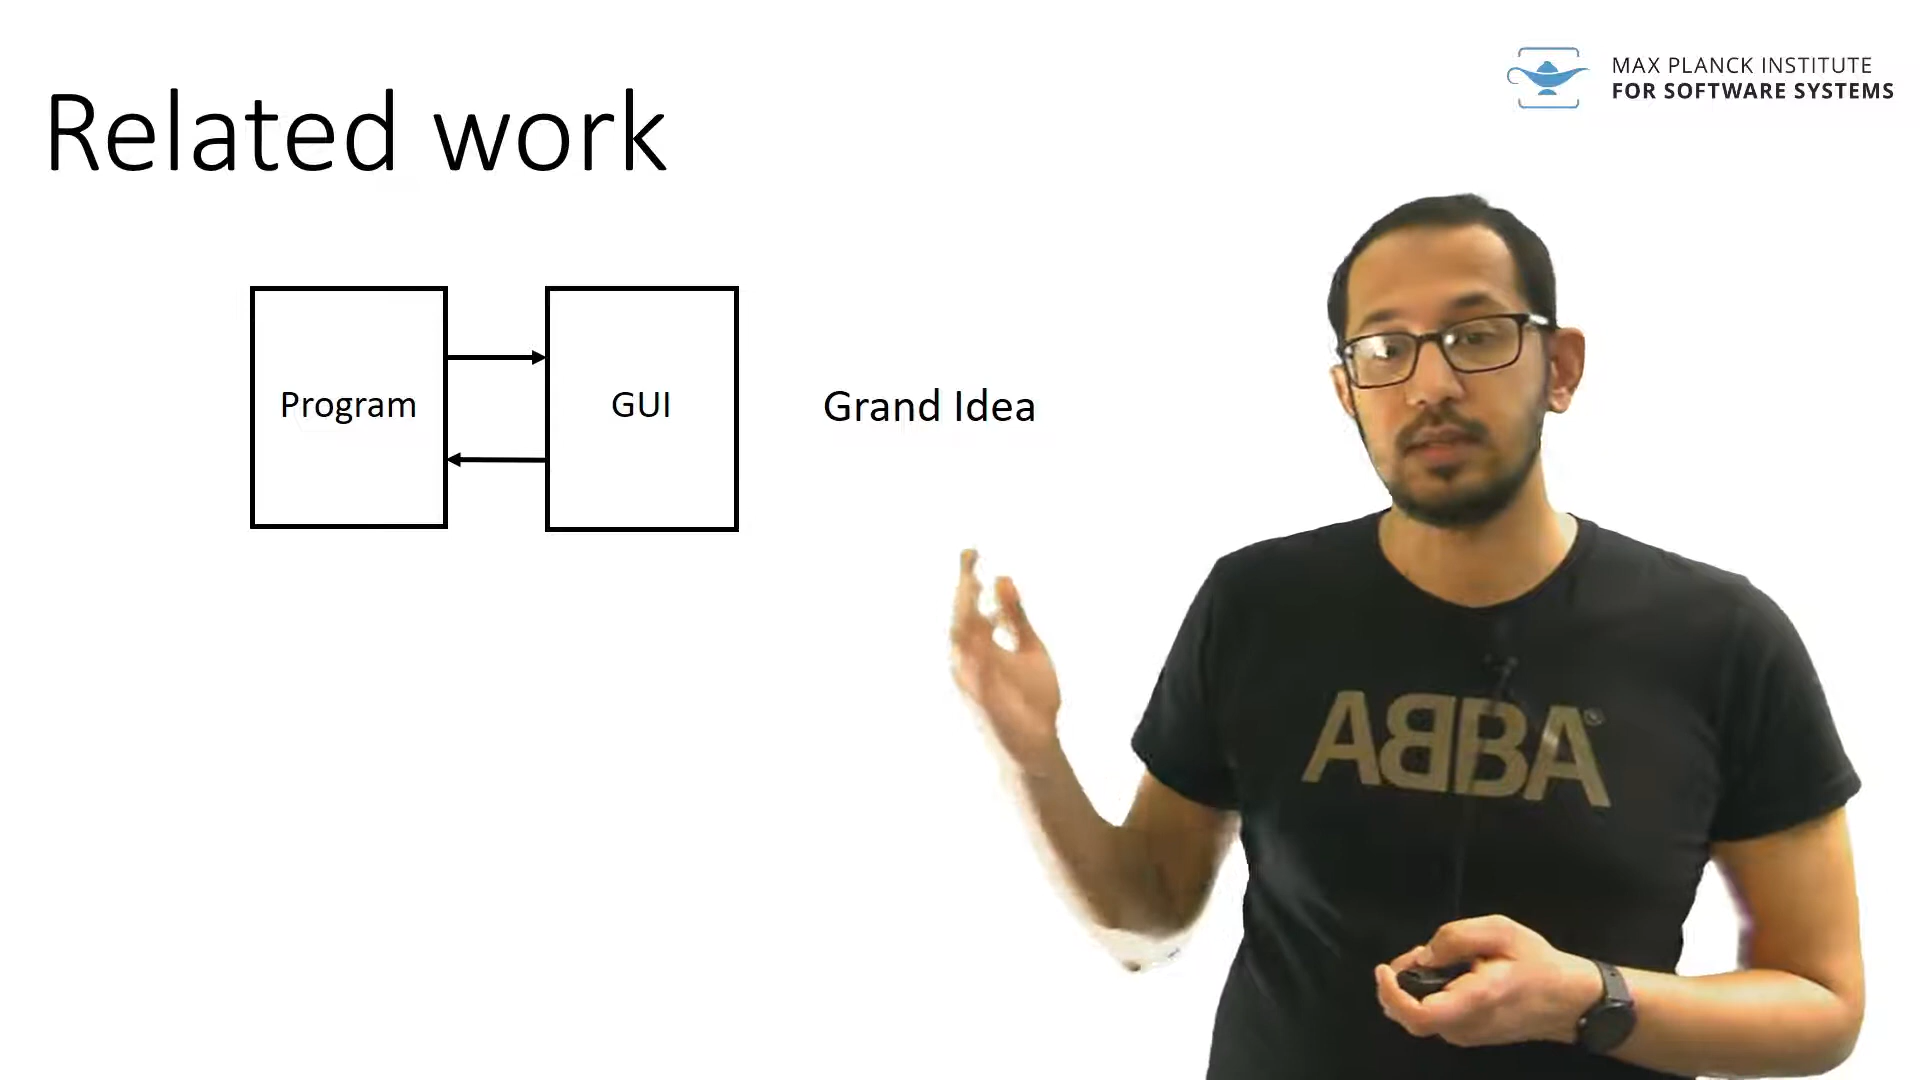 Related work
MAX PLANCK INSTITUTE
FOR SOFTWARE SYSTEMS
Program
GUI
Grand Idea
ABBA®